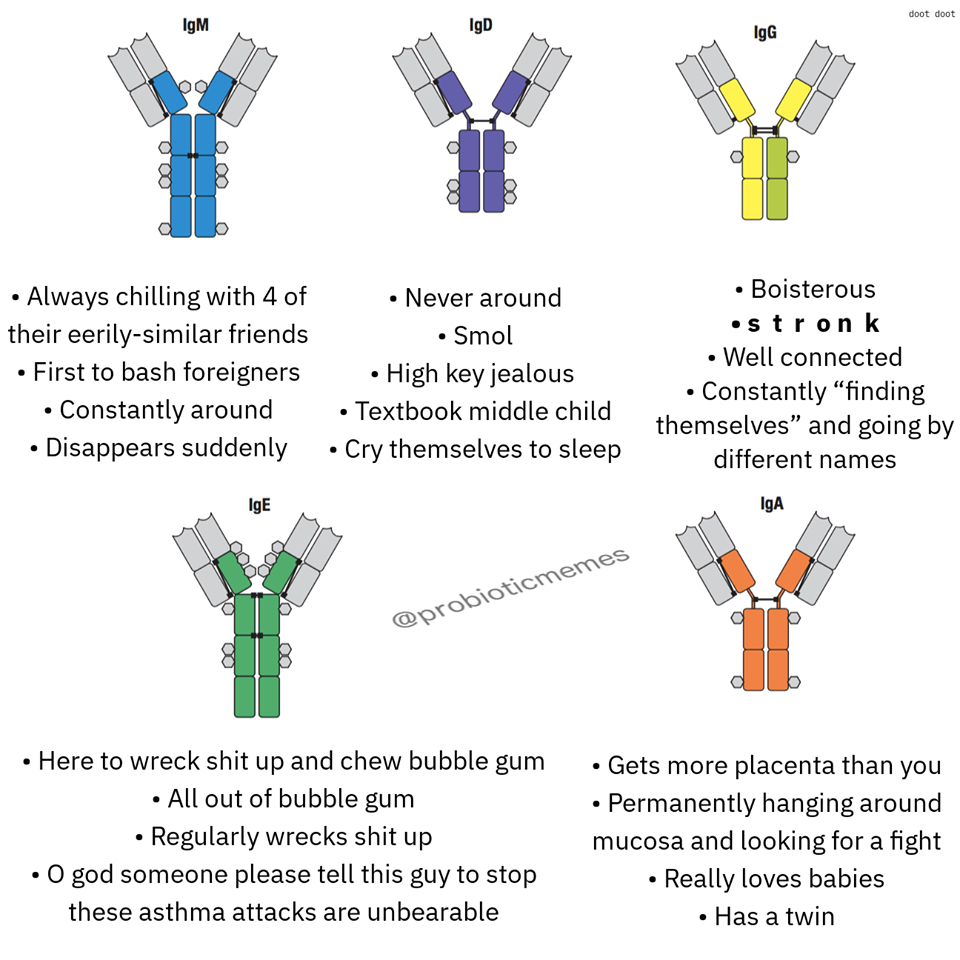 doot doot
IgM
IgD
IgG
• Always chilling with 4 of
their eerily-similar friends
• First to bash foreigners
• Constantly around
• Disappears suddenly
• Never around
• Smol
• High key jealous
• Textbook middle child
• Cry themselves to sleep
• Boisterous
• s t r o n k
• Well connected
• Constantly “finding
themselves” and going by
different names
IgE
IgA
@probioticmemes
• Here to wreck shit up and chew bubble gum
• All out of bubble gum
• Regularly wrecks shit up
• O god someone please tell this guy to stop
these asthma attacks are unbearable
• Gets more placenta than you
• Permanently hanging around
mucosa and looking for a fight
• Really loves babies
• Has a twin